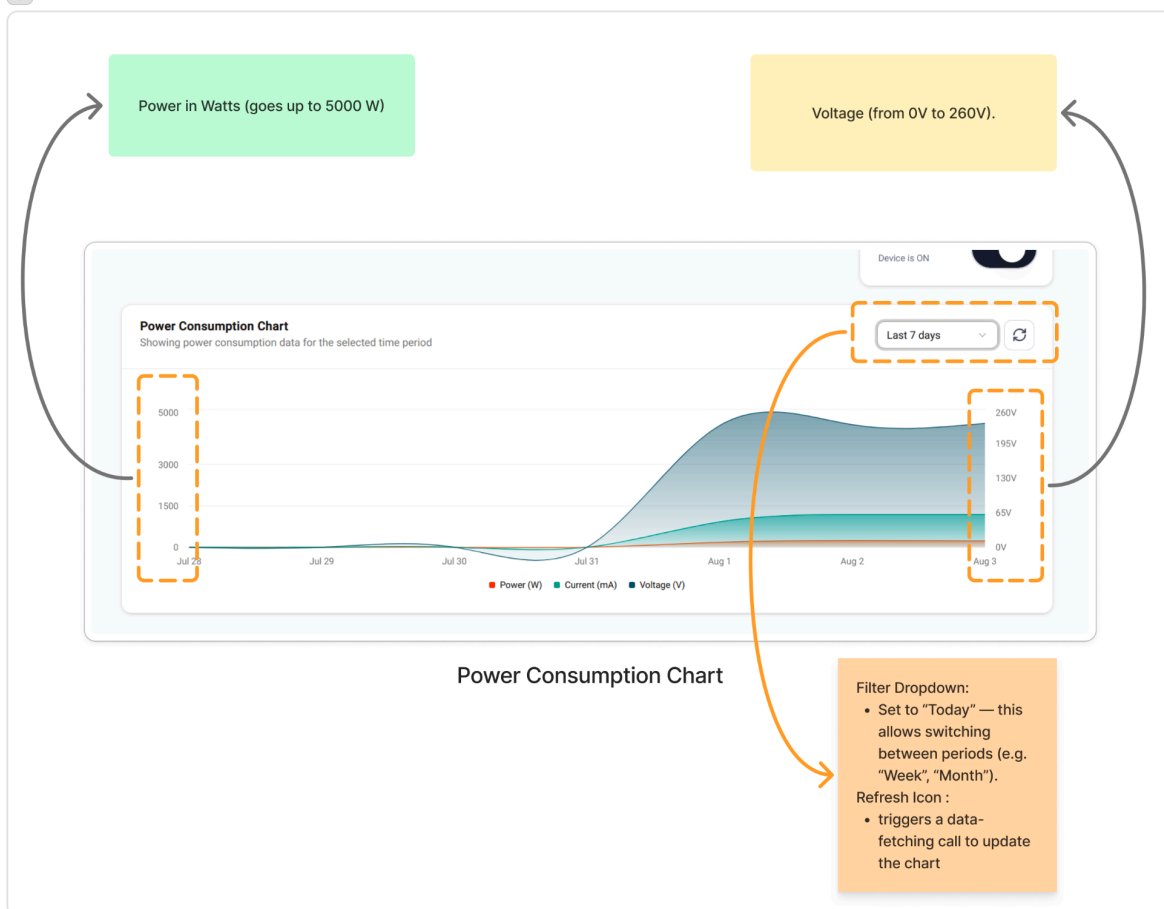 Power in Watts (goes up to 5000 W)
Voltage (from 0V to 260V).
Device is ON
Power Consumption Chart
Showing power consumption data for the selected time period
Last 7 days
5000
3000
1500
0
260V
195V
130V
65V
0V
Jul 28
Jul 29
Jul 30
Jul 31
Aug 1
Aug 2
Aug 3
Power (W)
Current (mA)
Voltage (V)
Power Consumption Chart
Filter Dropdown:
• Set to “Today” — this
allows switching
between periods (e.g.
“Week”, “Month”).
Refresh Icon :
• triggers a data-
fetching call to update
the chart